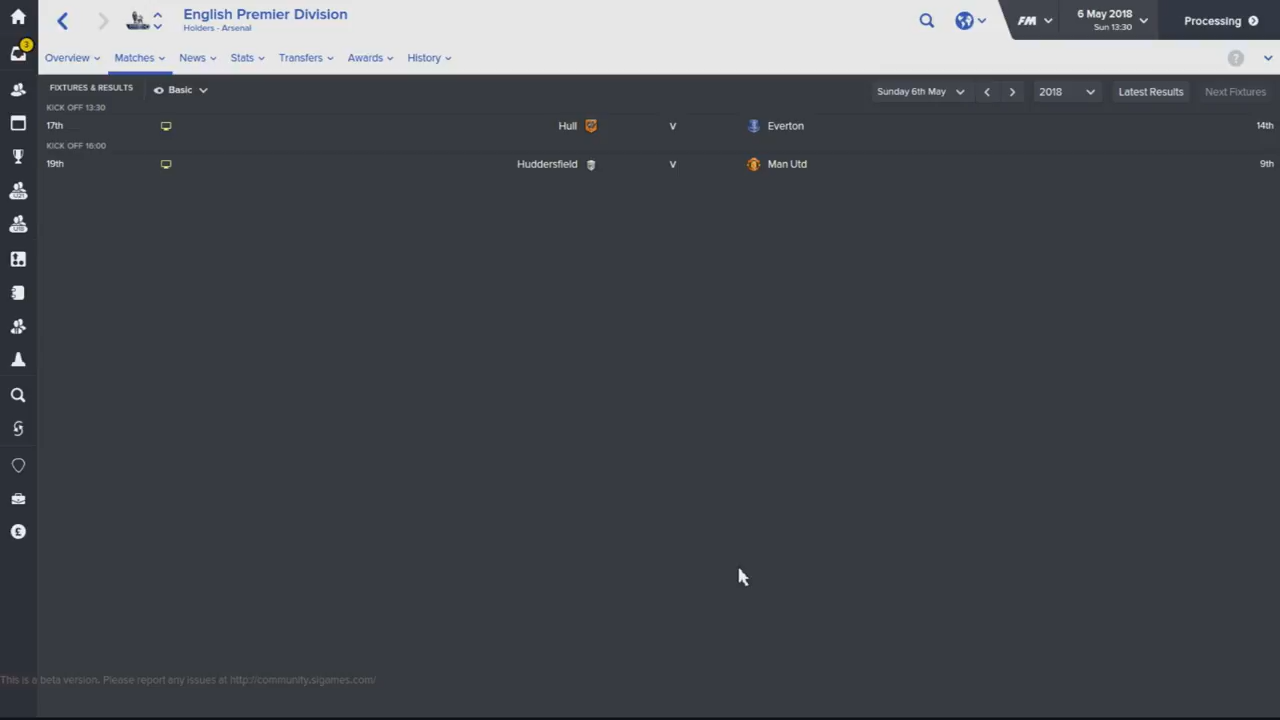 English Premier Division
Holders - Arsenal
FM
6 May 2018
Sun 13:30
Processing
3
Overview
Matches
News
Stats
Transfers
Awards
History
?
FIXTURES & RESULTS
Basic
Sunday 6th May
2018
Latest Results
Next Fixtures
KICK OFF 13:30
17th Hull V Everton 14th
KICK OFF 16:00
19th Huddersfield V Man Utd 9th
This is a beta version. Please report any issues at http://community.sigames.com/